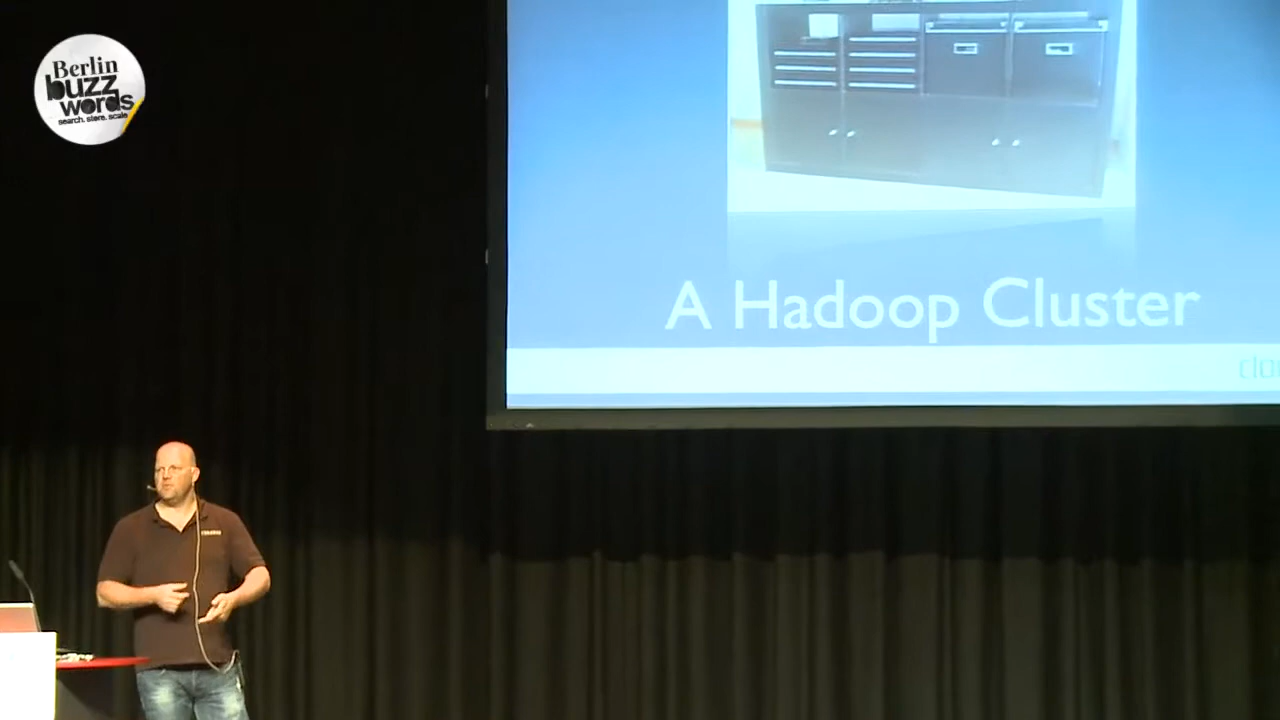 Berlin
buzz
words
search. store. scale
A Hadoop Cluster